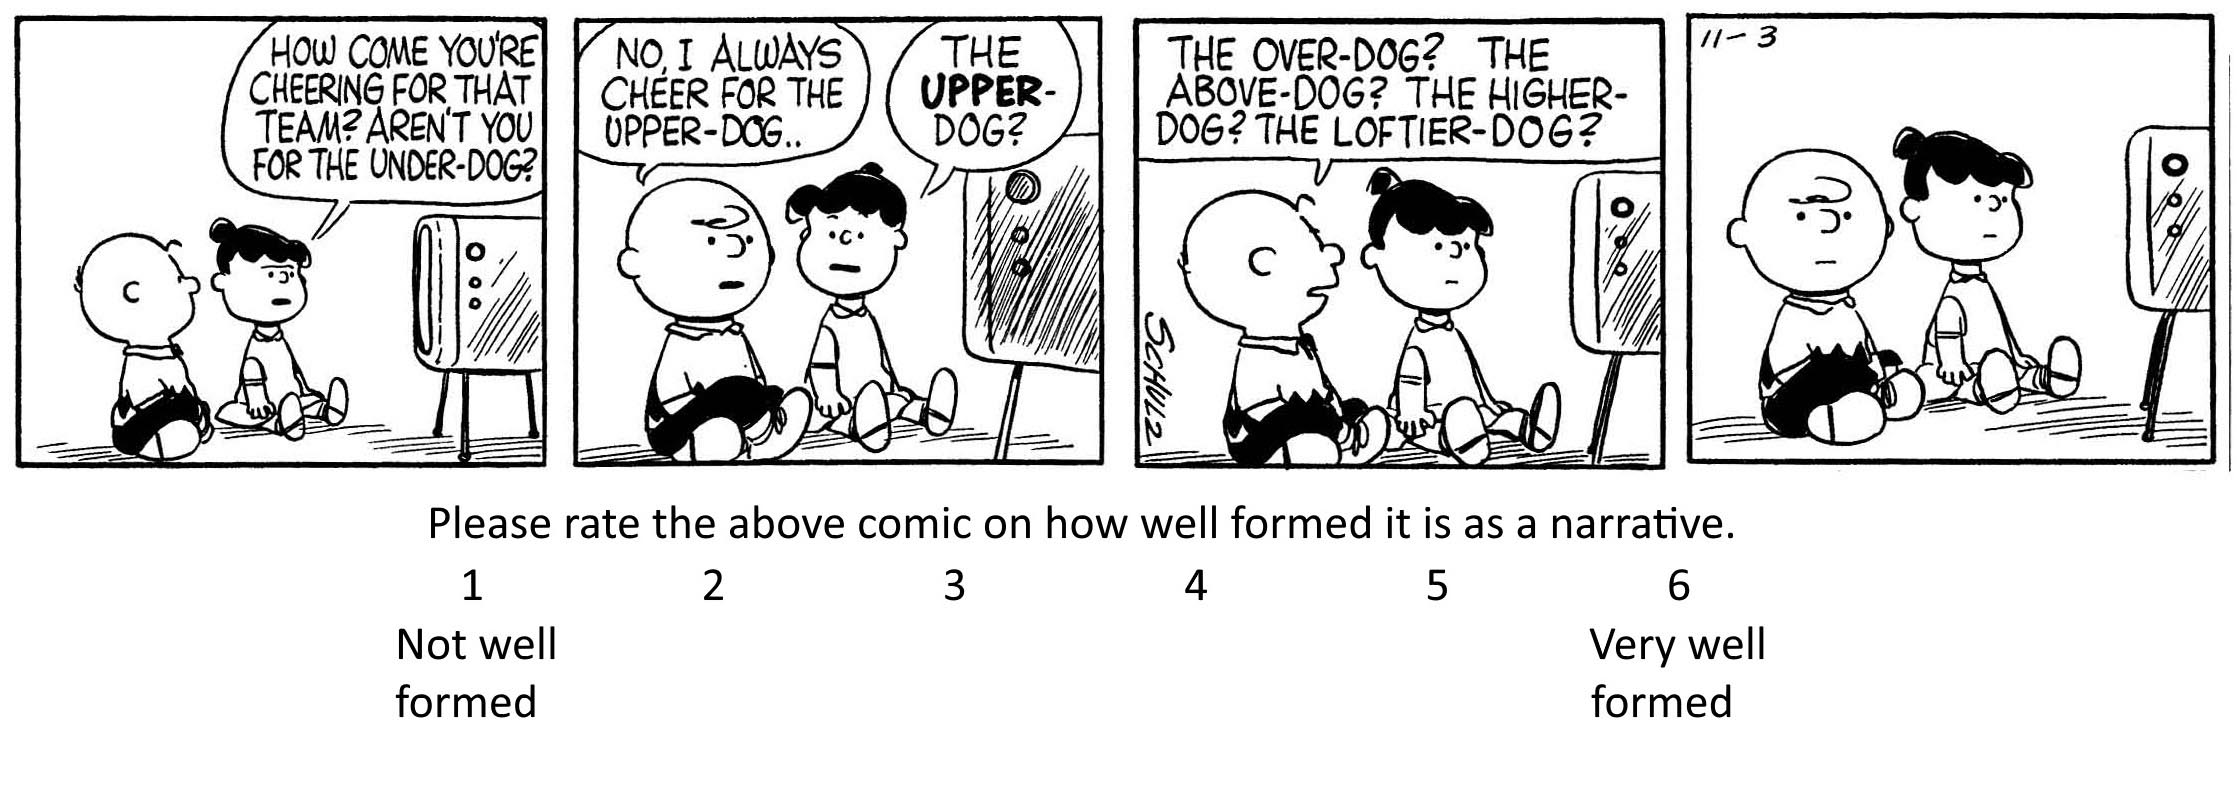 HOW COME YOU'RE
CHEERING FOR THAT
TEAM? AREN'T YOU
FOR THE UNDER-DOG?
NO, I ALWAYS
CHEER FOR THE
UPPER-DOG..
THE
UPPER-
DOG?
THE OVER-DOG? THE
ABOVE-DOG? THE HIGHER-
DOG? THE LOFTIER-DOG?
SCHULZ
11-3
Please rate the above comic on how well formed it is as a narrative.
1 2 3 4 5 6
Not well
formed
Very well
formed